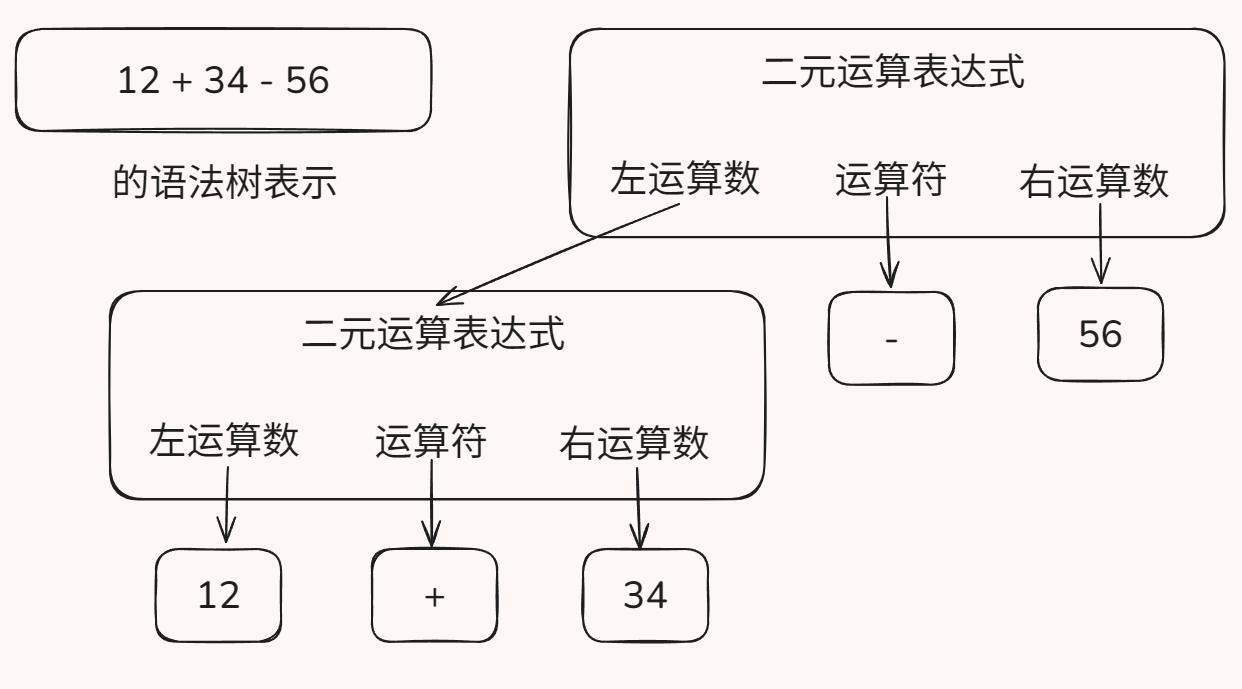 12 + 34 - 56
的语法树表示
二元运算表达式
左运算数 运算符 右运算数
- 56
二元运算表达式
左运算数 运算符 右运算数
12 + 34